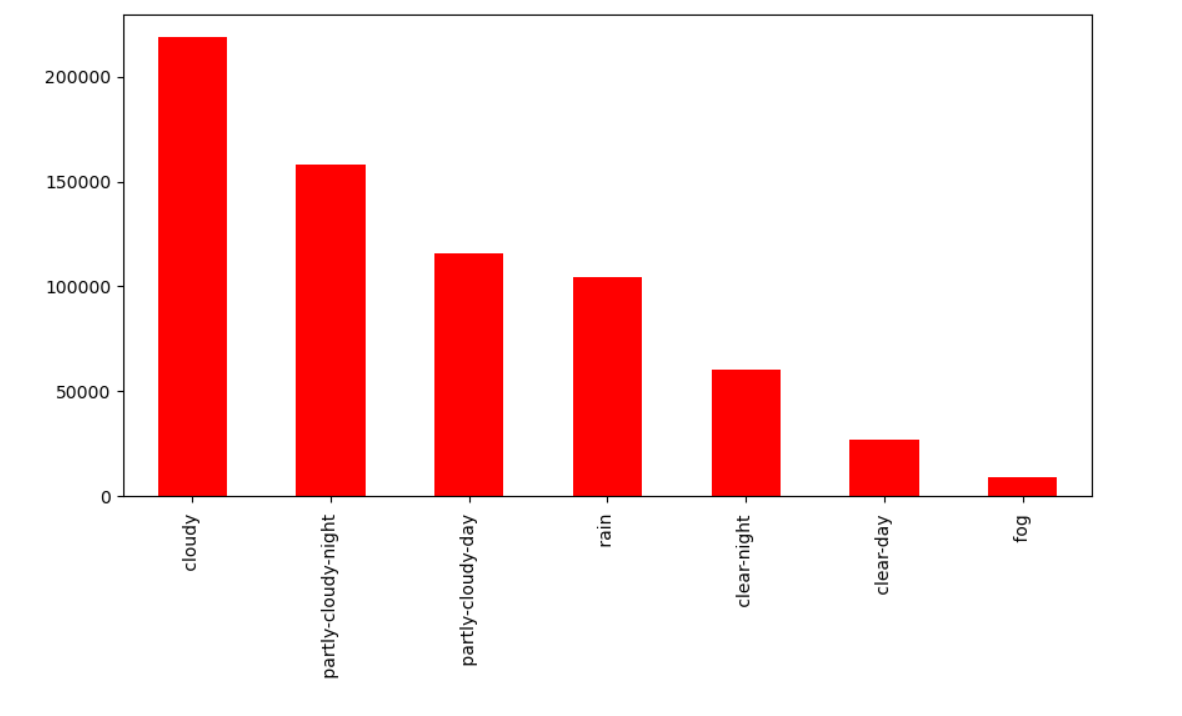 200000
150000
100000
50000
0
cloudy
partly-cloudy-night
partly-cloudy-day
rain
clear-night
clear-day
fog